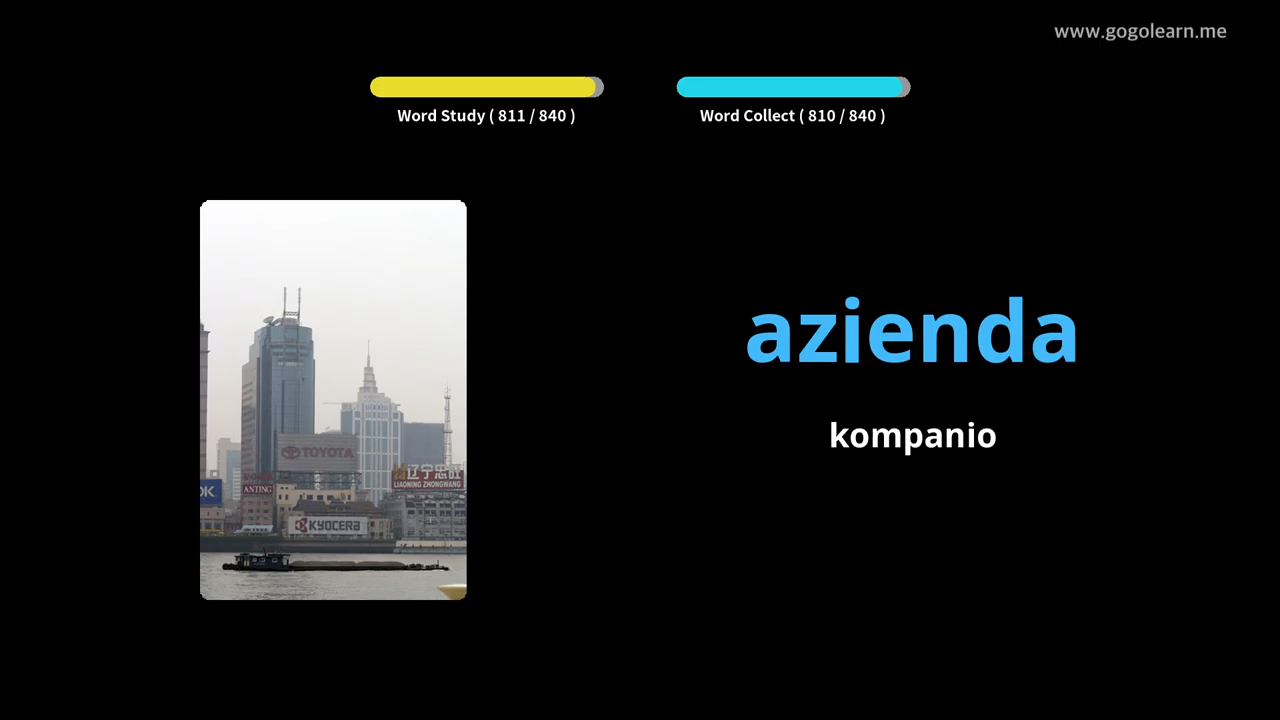 www.gogolearn.me
Word Study ( 811 / 840 )
Word Collect ( 810 / 840 )
azienda
kompanio
TOYOTA
辽宁忠旺
LIAONING ZHONGWANG
OK
ANTING
KYOCERA